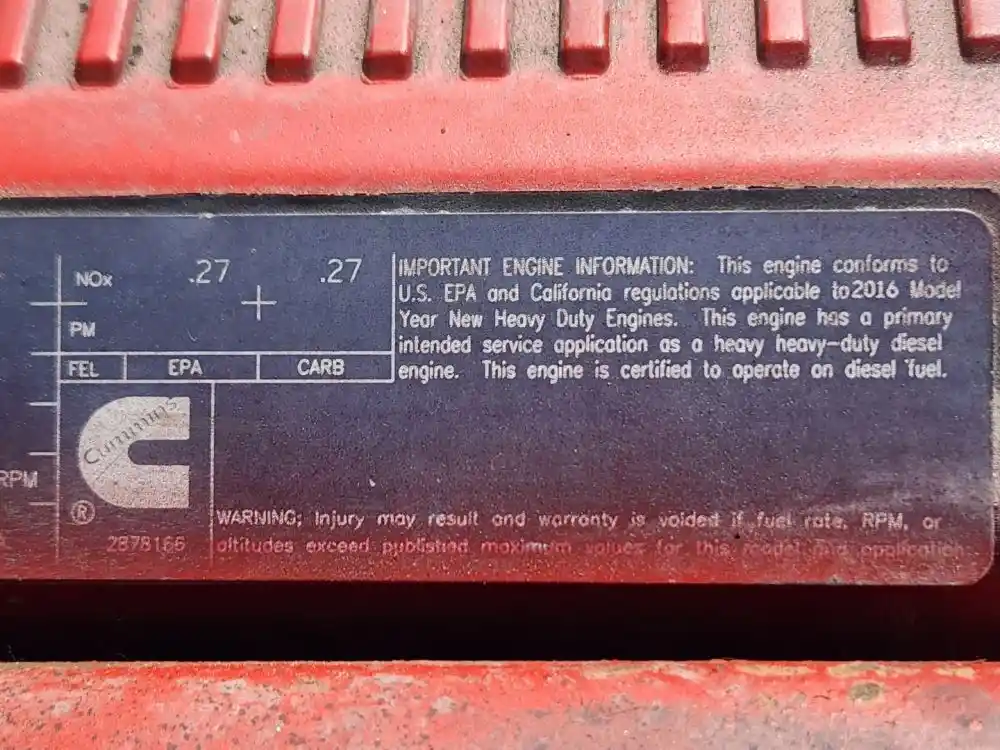 NOx .27 .27
PM
FEL EPA CARB
IMPORTANT ENGINE INFORMATION: This engine conforms to
U.S. EPA and California regulations applicable to 2016 Model
Year New Heavy Duty Engines. This engine has a primary
intended service application as a heavy heavy-duty diesel
engine. This engine is certified to operate on diesel fuel.
Cummins
RPM
®
2878166
WARNING: Injury may result and warranty is voided if fuel rate, RPM, or
altitudes exceed published maximum values for this model and application.